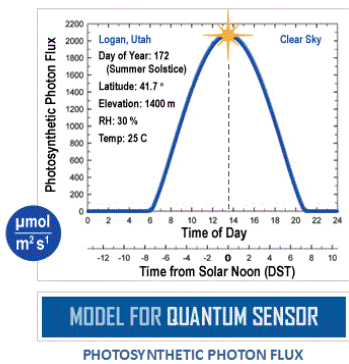 2200
2000
1800
1600
1400
1200
1000
800
600
400
200
0
Photosynthetic Photon Flux
Logan, Utah
Clear Sky
Day of Year: 172
(Summer Solstice)
Latitude: 41.7 °
Elevation: 1400 m
RH: 30 %
Temp: 25 C
0 2 4 6 8 10 12 14 16 18 20 22 24
Time of Day
μmol
m² s¹
-12 -10 -8 -6 -4 -2 0 2 4 6 8 10
Time from Solar Noon (DST)
MODEL FOR QUANTUM SENSOR
PHOTOSYNTHETIC PHOTON FLUX